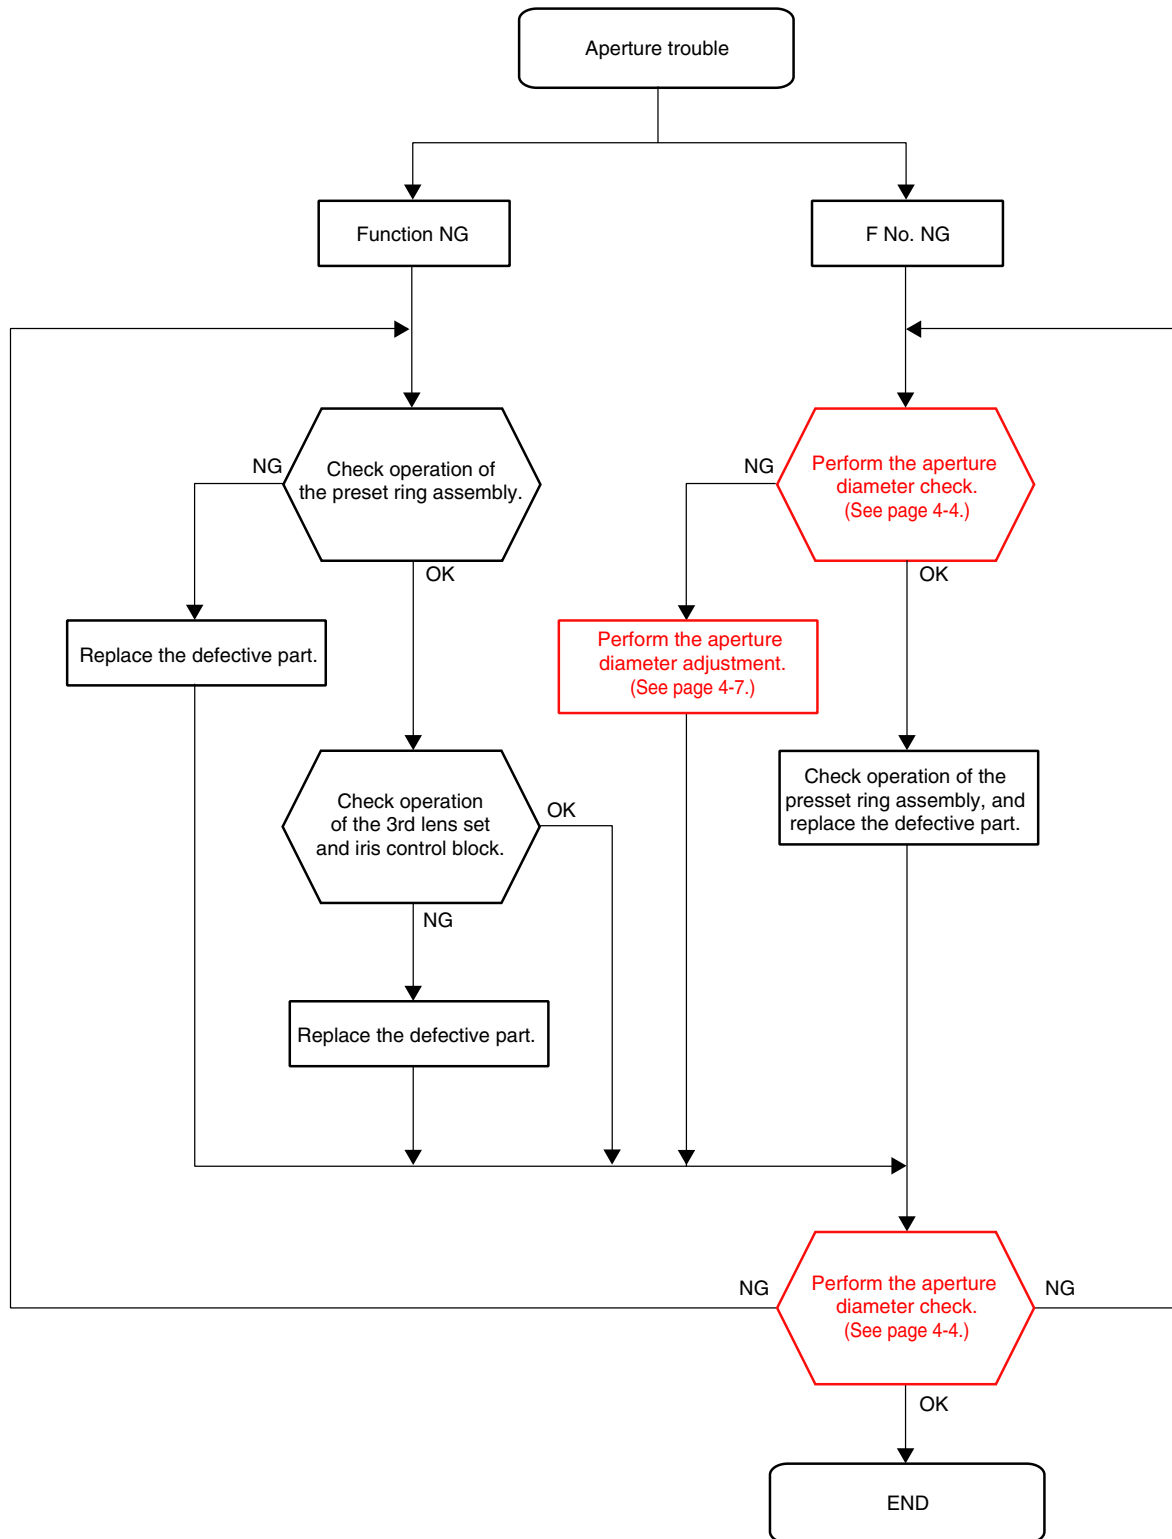 Aperture trouble
Function NG
F No. NG
NG
Check operation of
the preset ring assembly.
OK
NG
Perform the aperture
diameter check.
(See page 4-4.)
OK
Replace the defective part.
Perform the aperture
diameter adjustment.
(See page 4-7.)
Check operation
of the 3rd lens set
and iris control block.
OK
NG
Check operation of the
presset ring assembly, and
replace the defective part.
Replace the defective part.
NG
Perform the aperture
diameter check.
(See page 4-4.)
NG
OK
END